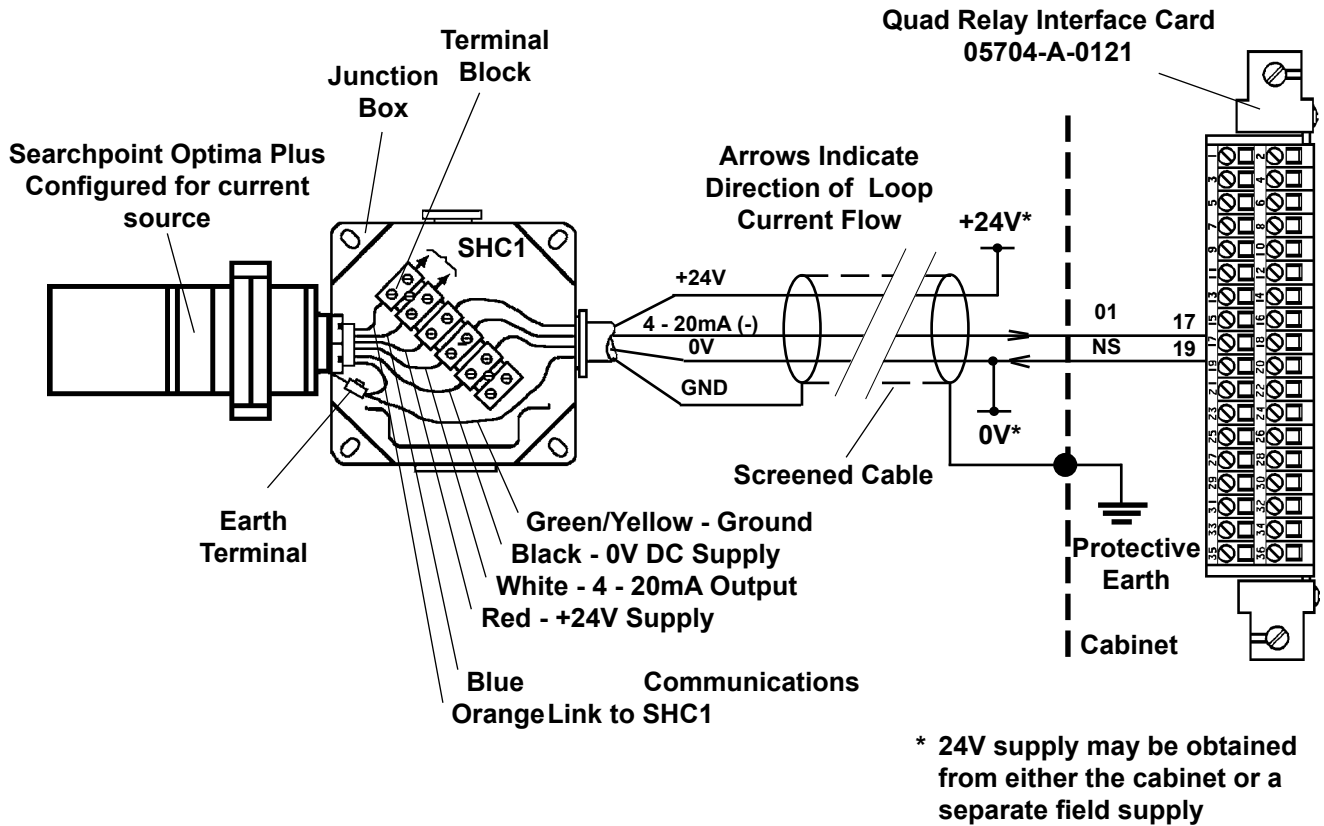 Quad Relay Interface Card
05704-A-0121
Terminal
Block
Junction
Box
Searchpoint Optima Plus
Configured for current
source
Arrows Indicate
Direction of Loop
Current Flow
+24V*
SHC1
+24V
4 - 20mA (-)
0V
GND
01
NS
17
19
0V*
Screened Cable
Earth
Terminal
Green/Yellow - Ground
Black - 0V DC Supply
White - 4 - 20mA Output
Red - +24V Supply
Blue Communications
Orange Link to SHC1
Protective
Earth
Cabinet
1 2
3 4
5 6
7 8
9 10
11 12
13 14
15 16
17 18
19 20
21 22
23 24
25 26
27 28
29 30
31 32
33 34
35 36
* 24V supply may be obtained
from either the cabinet or a
separate field supply